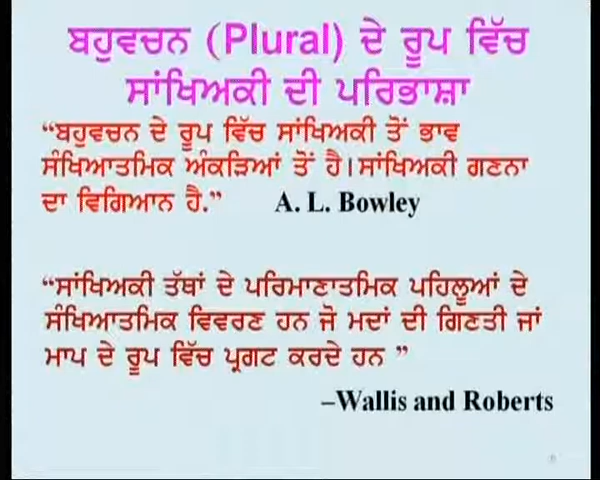 ਬਹੁਵਚਨ (Plural) ਦੇ ਰੂਪ ਵਿੱਚ
ਸਾਂਖਿਅਕੀ ਦੀ ਪਰਿਭਾਸ਼ਾ
“ਬਹੁਵਚਨ ਦੇ ਰੂਪ ਵਿੱਚ ਸਾਂਖਿਅਕੀ ਤੋਂ ਭਾਵ
ਸੰਖਿਆਤਮਿਕ ਅੰਕੜਿਆਂ ਤੋਂ ਹੈ।ਸਾਂਖਿਅਕੀ ਗਣਨਾ
ਦਾ ਵਿਗਿਆਨ ਹੈ.” A. L. Bowley
“ਸਾਂਖਿਅਕੀ ਤੱਥਾਂ ਦੇ ਪਰਿਮਾਣਾਤਮਿਕ ਪਹਿਲੂਆਂ ਦੇ
ਸੰਖਿਆਤਮਿਕ ਵਿਵਰਣ ਹਨ ਜੋ ਮਦਾਂ ਦੀ ਗਿਣਤੀ ਜਾਂ
ਮਾਪ ਦੇ ਰੂਪ ਵਿੱਚ ਪ੍ਰਗਟ ਕਰਦੇ ਹਨ ”
–Wallis and Roberts